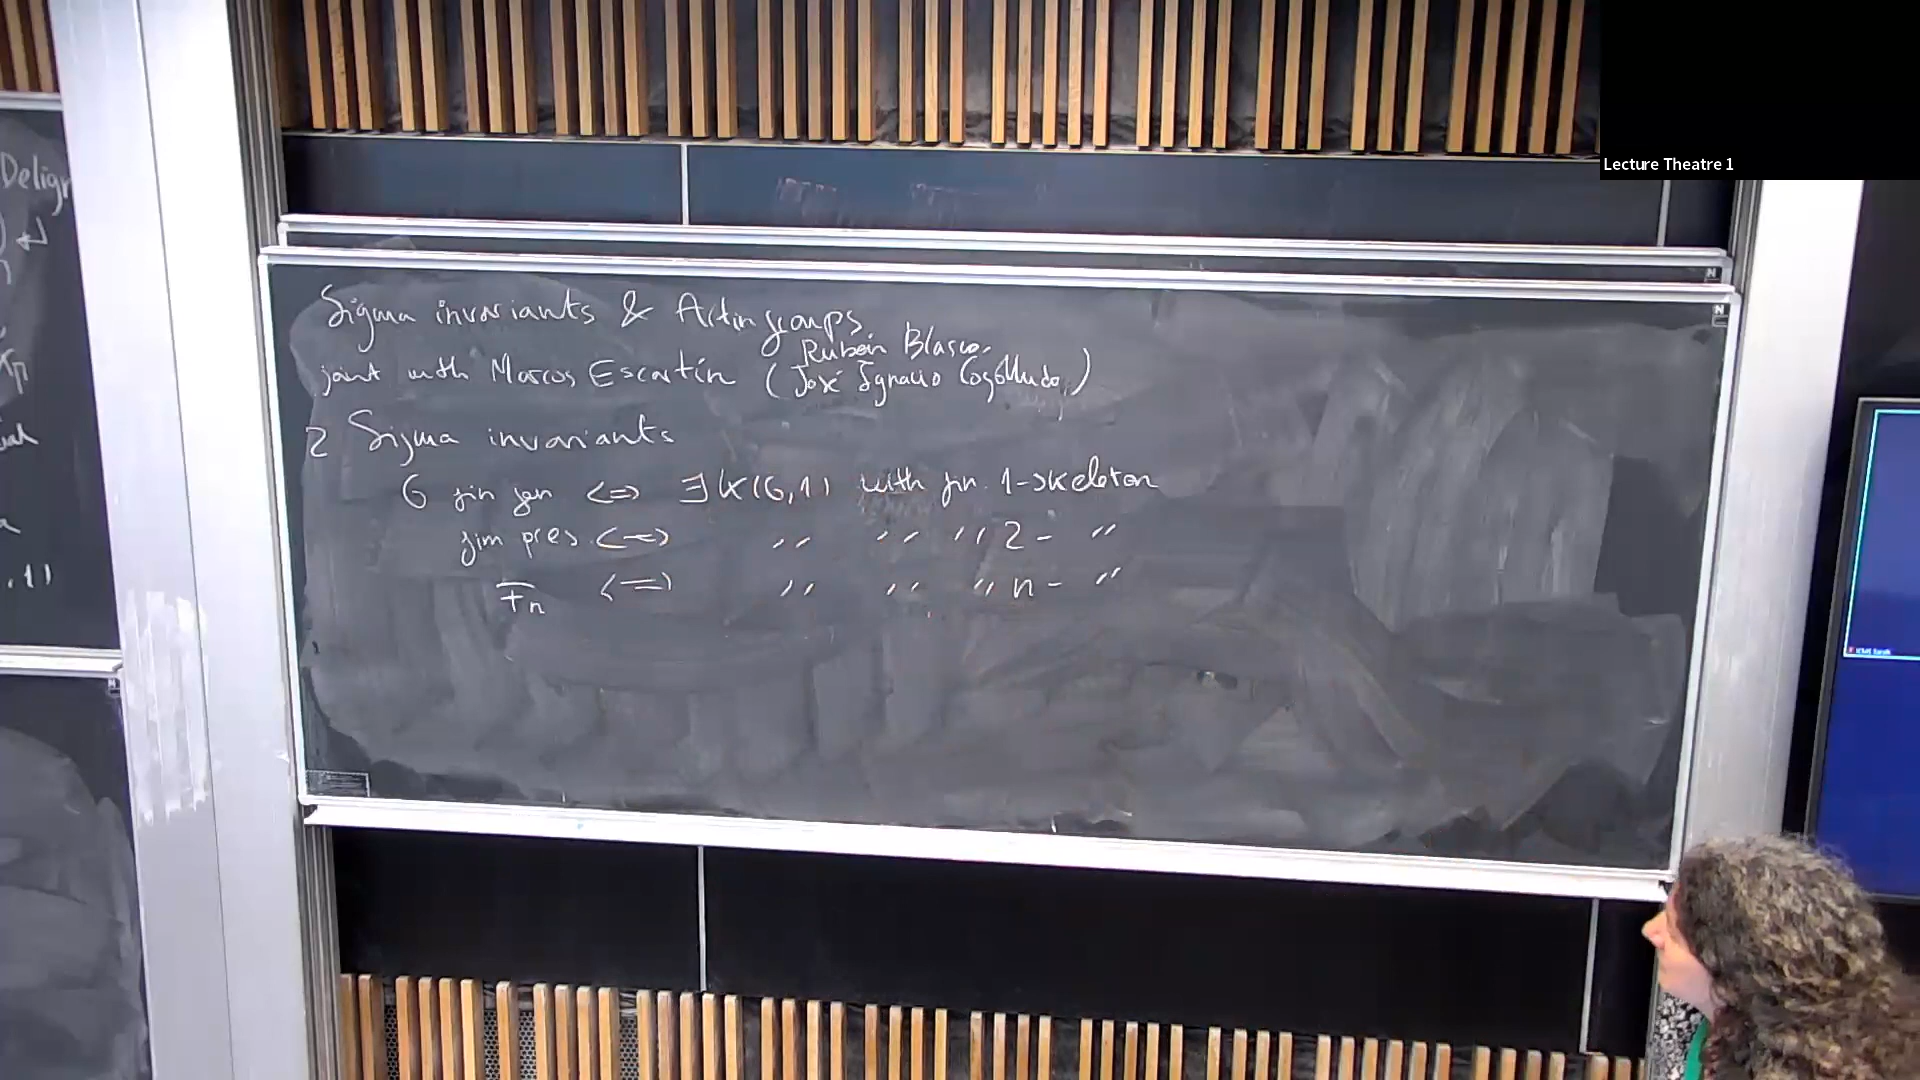 Lecture Theatre 1
Delign
Sigma invariants & Artin groups.
Rubén Blasco,
joint with Marcos Escartín (José Ignacio Cogolludo)
2 Sigma invariants
G fin gen <=> ∃ K(G,1) with fin. 1-skeleton
fin pres. <=> " " " 2- "
Fn <=> " " " n- "